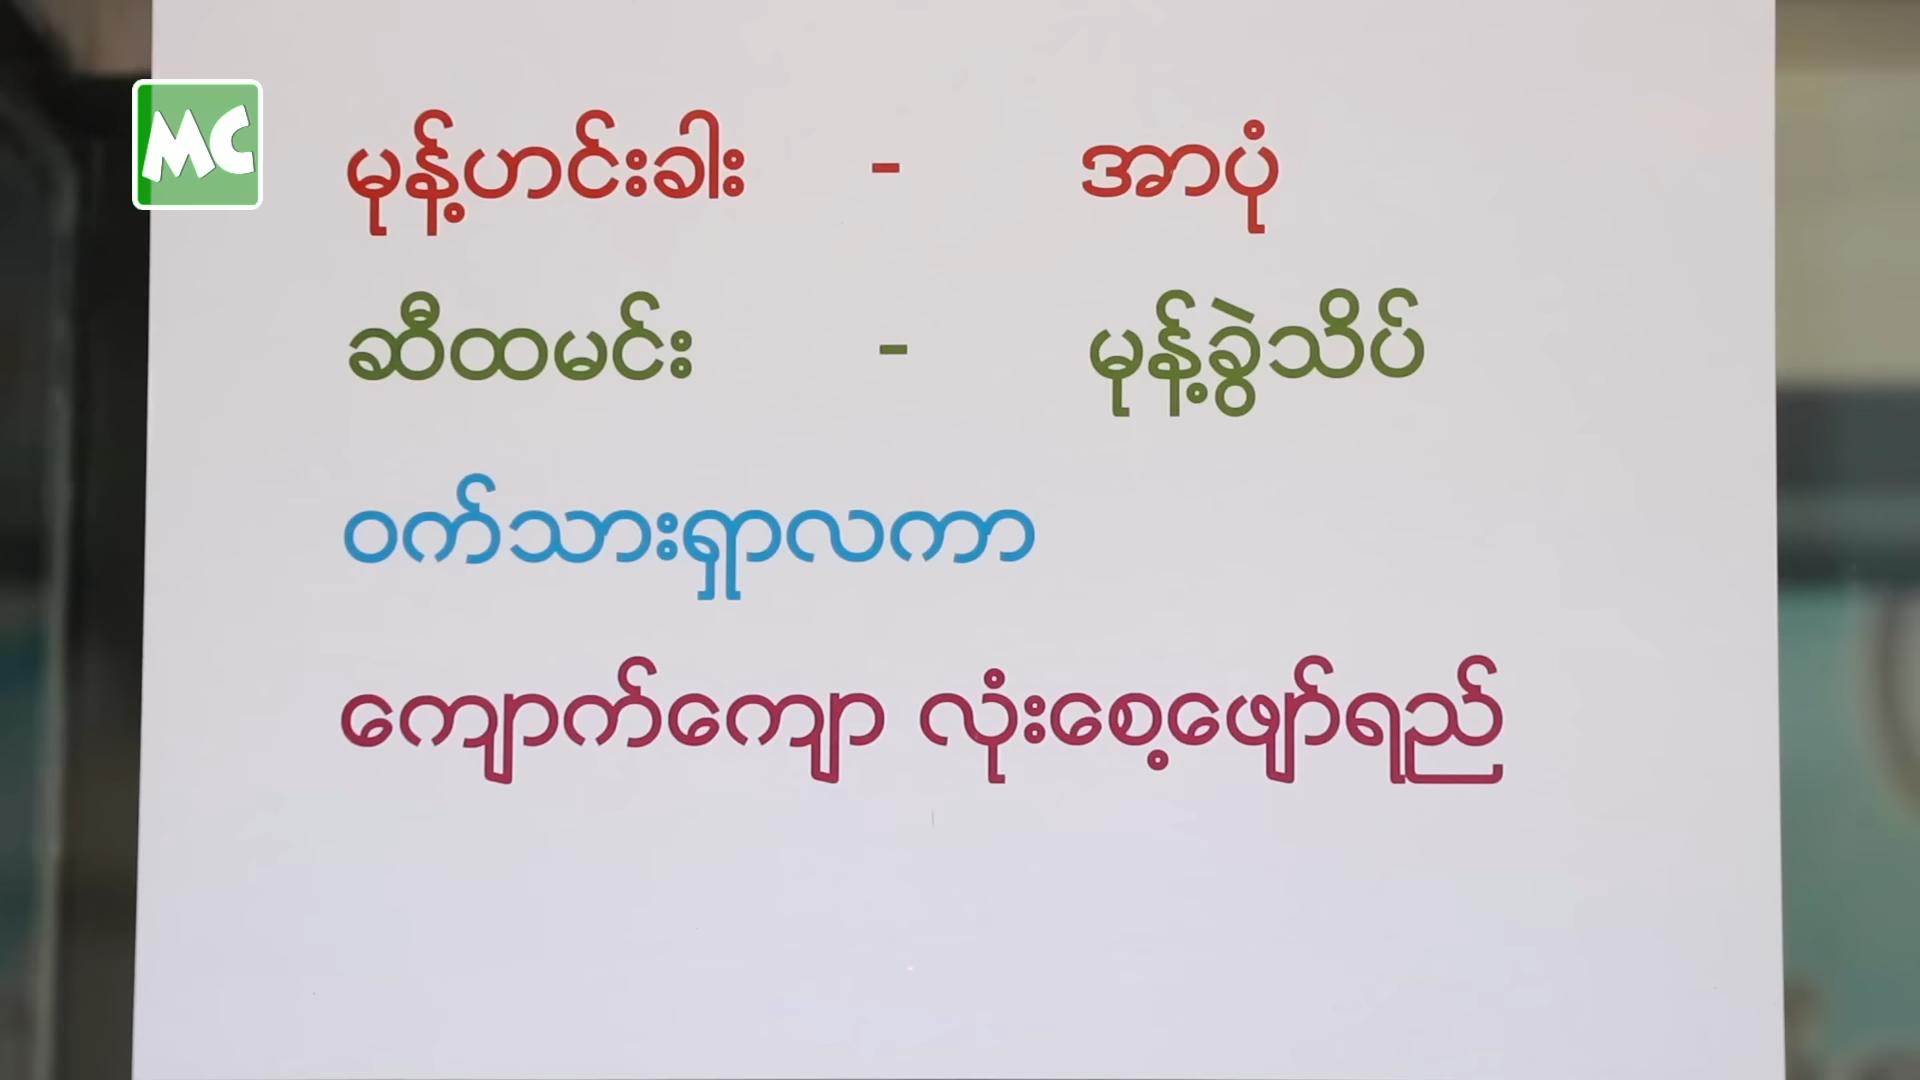 MC
မုန့်ဟင်းခါး - အာပုံ
ဆီထမင်း - မုန့်ခွဲသိပ်
ဝက်သားရှာလကာ
ကျောက်ကျော လုံးစေ့ဖျော်ရည်